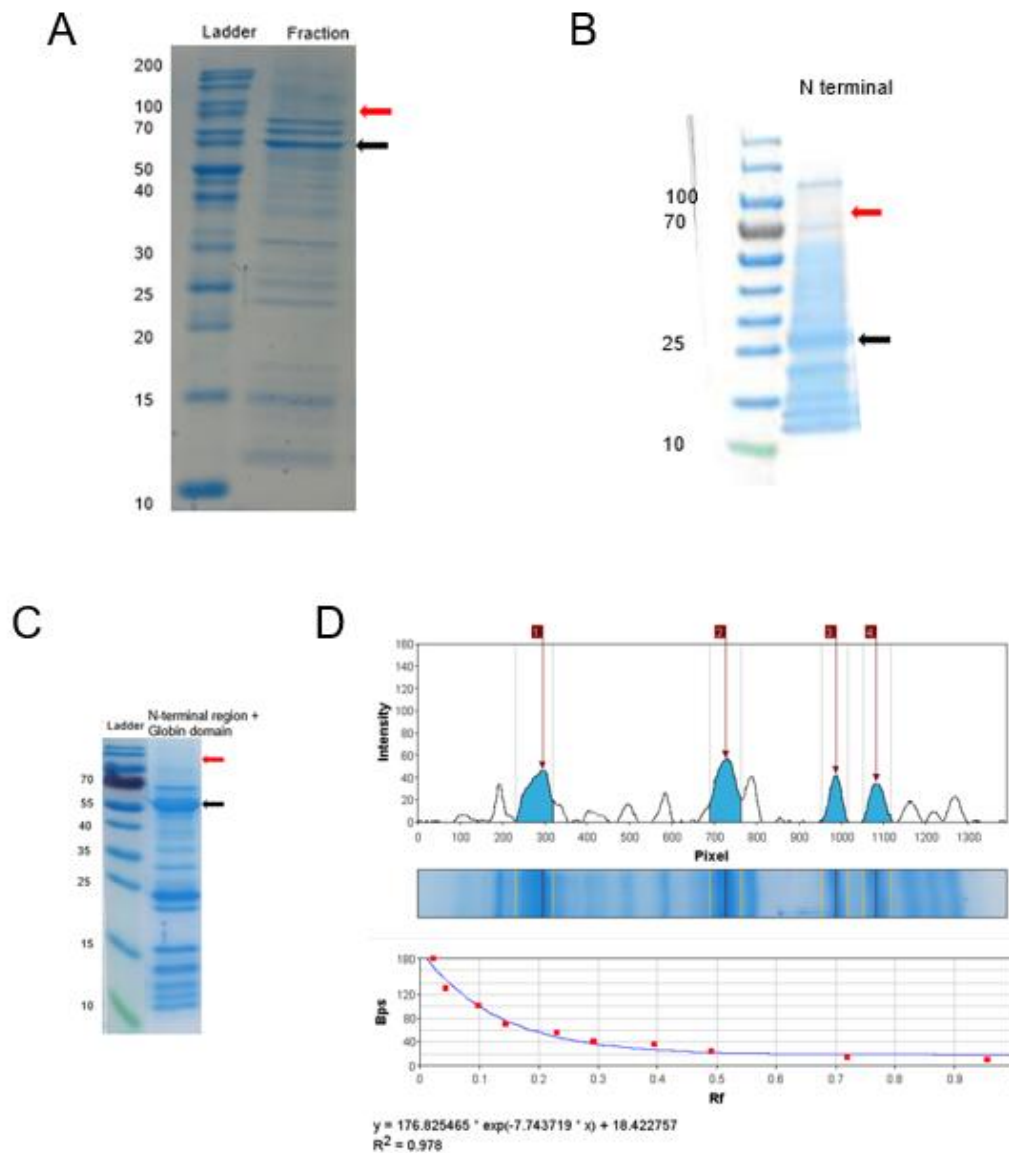 A
Ladder Fraction
200
100
70
50
40
30
25
20
15
10
B
N terminal
100
70
25
10
C
Ladder
N-terminal region +
Globin domain
70
55
40
35
25
15
10
D
1 2 3 4
160
140
120
100
80
60
40
20
0
Intensity
0 100 200 300 400 500 600 700 800 900 1000 1100 1200 1300
Pixel
180
120
80
40
0
Bps
0 0.1 0.2 0.3 0.4 0.5 0.6 0.7 0.8 0.9
Rf
y = 176.825465 * exp(-7.743719 * x) + 18.422757
R² = 0.978